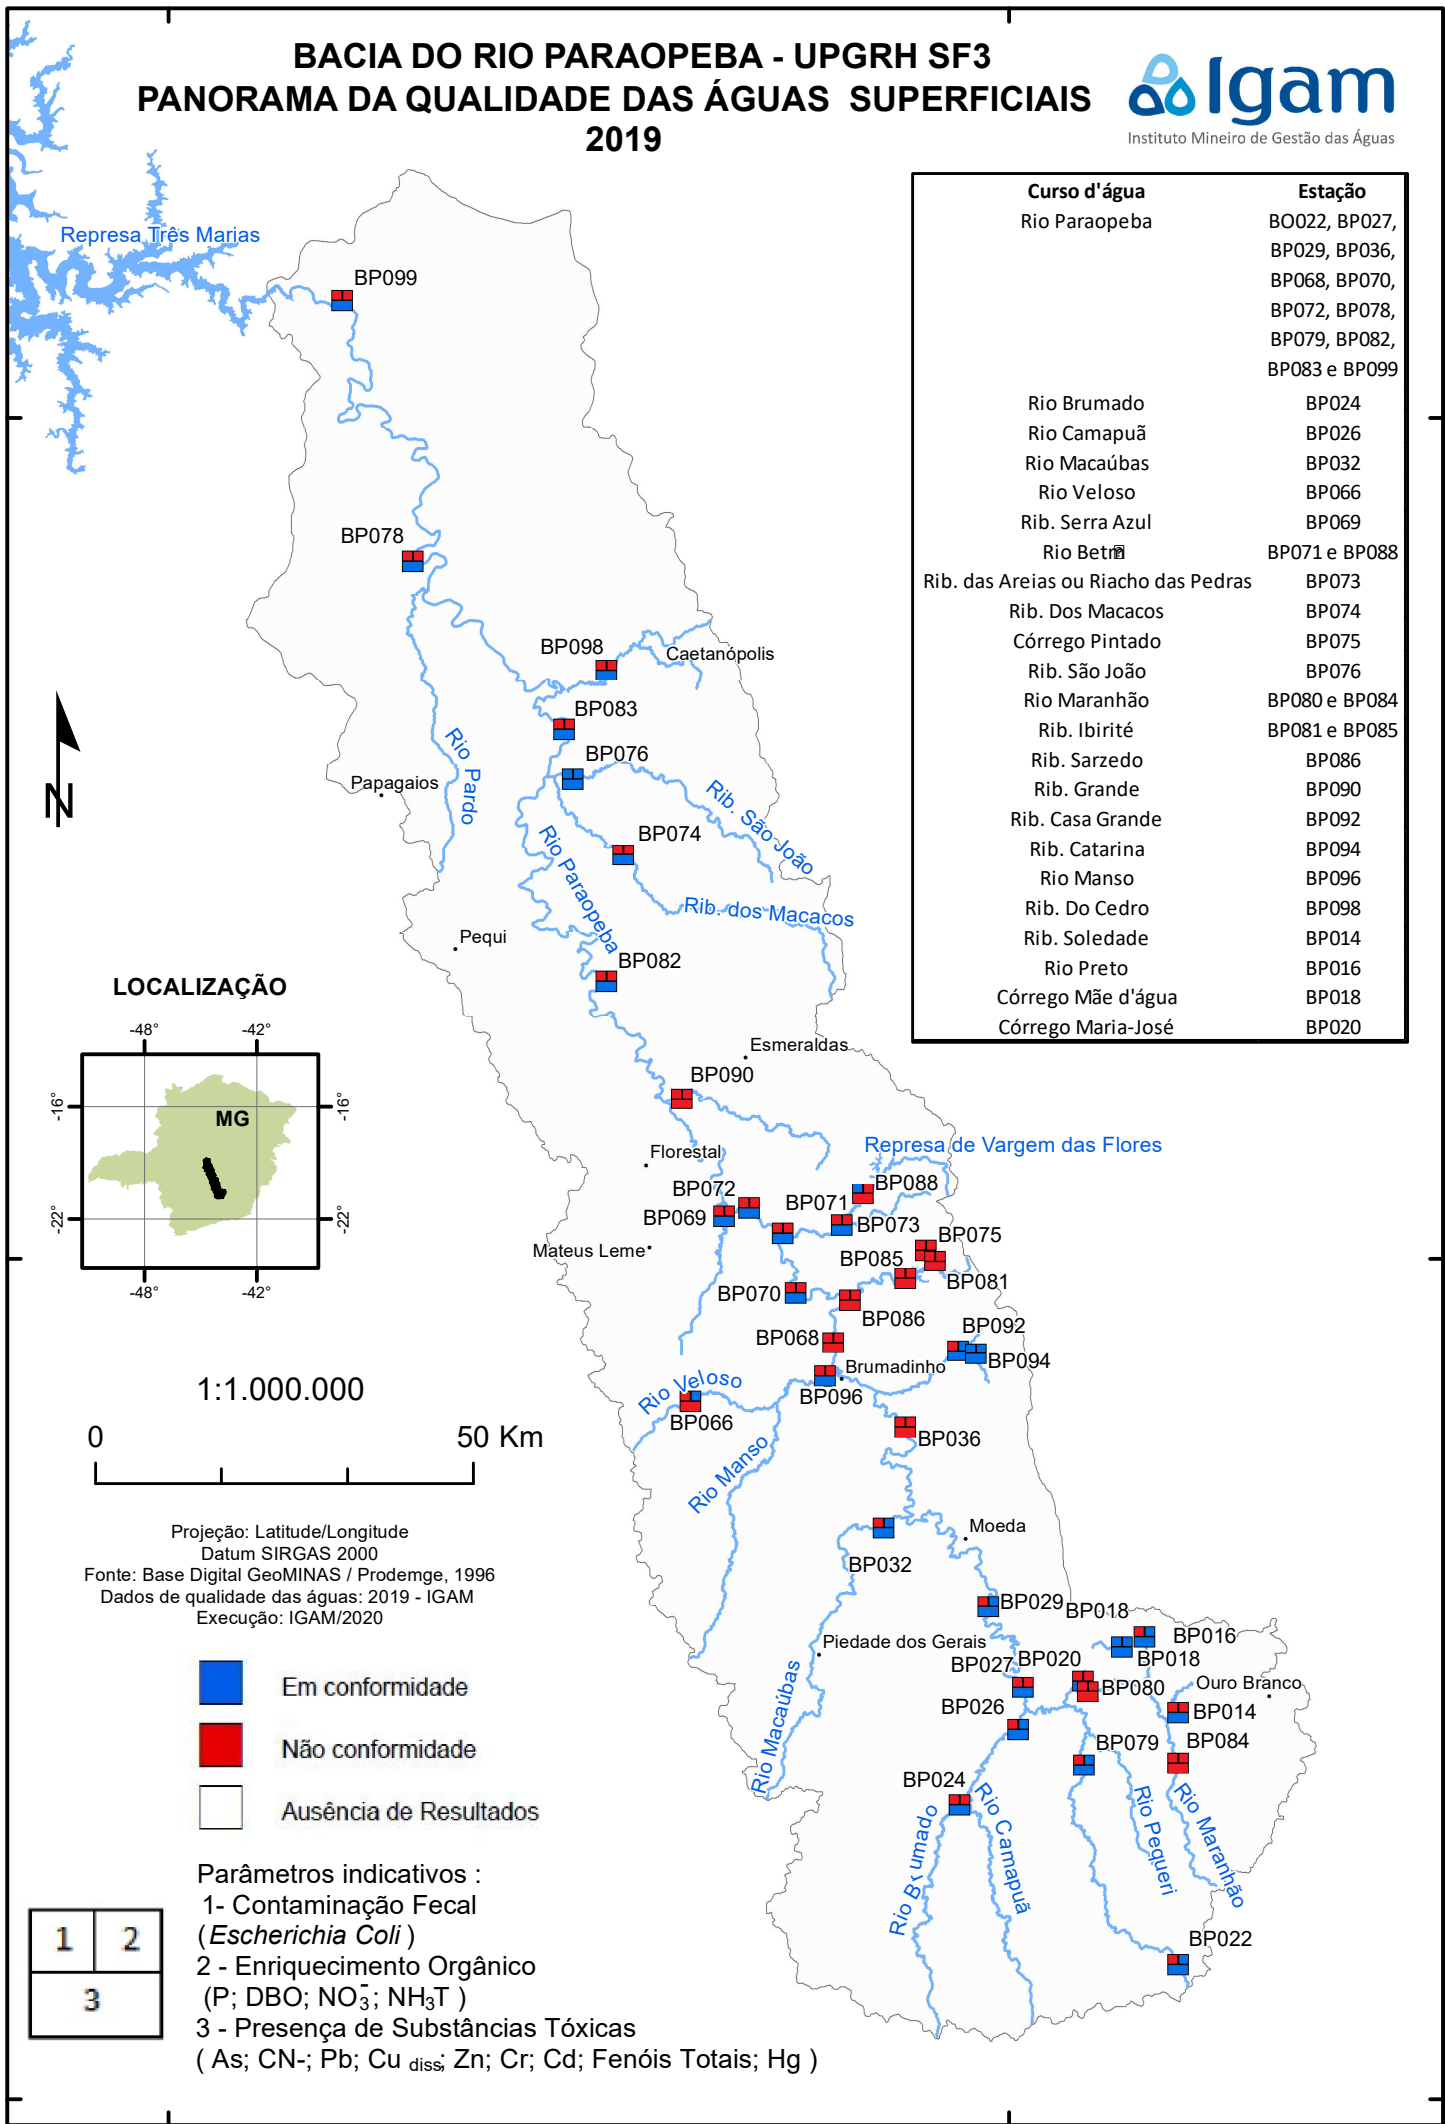 BACIA DO RIO PARAOPEBA - UPGRH SF3
PANORAMA DA QUALIDADE DAS ÁGUAS SUPERFICIAIS
2019
Igam
Instituto Mineiro de Gestão das Águas
Curso d'água Estação
Rio Paraopeba BO022, BP027,
BP029, BP036,
BP068, BP070,
BP072, BP078,
BP079, BP082,
BP083 e BP099
Rio Brumado BP024
Rio Camapuã BP026
Rio Macaúbas BP032
Rio Veloso BP066
Rib. Serra Azul BP069
Rio Betm BP071 e BP088
Rib. das Areias ou Riacho das Pedras BP073
Rib. Dos Macacos BP074
Córrego Pintado BP075
Rib. São João BP076
Rio Maranhão BP080 e BP084
Rib. Ibirité BP081 e BP085
Rib. Sarzedo BP086
Rib. Grande BP090
Rib. Casa Grande BP092
Rib. Catarina BP094
Rio Manso BP096
Rib. Do Cedro BP098
Rib. Soledade BP014
Rio Preto BP016
Córrego Mãe d'água BP018
Córrego Maria-José BP020
Represa Três Marias
BP099
BP078
BP098
Caetanópolis
BP083
BP076
Rio Pardo
Papagaios
N
Rib. São João
BP074
Rio Paraopeba
Rib. dos Macacos
Pequi
BP082
LOCALIZAÇÃO
-48° -42°
-16° -16°
MG
-22° -22°
-48° -42°
Esmeraldas
BP090
Represa de Vargem das Flores
Florestal
BP088
BP072
BP071
BP069
BP073
BP075
Mateus Leme
BP085
BP081
BP070
BP086
BP068
BP092
BP094
Brumadinho
BP096
Rio Veloso
BP066
BP036
Rio Manso
1:1.000.000
0 50 Km
Projeção: Latitude/Longitude
Datum SIRGAS 2000
Fonte: Base Digital GeoMINAS / Prodemge, 1996
Dados de qualidade das águas: 2019 - IGAM
Execução: IGAM/2020
Moeda
BP032
BP029
BP018
BP016
Piedade dos Gerais
BP018
BP027
BP020
Ouro Branco
BP080
BP026
BP014
Rio Macaúbas
BP079
BP084
BP024
Rio Brumado
Rio Camapuã
Rio Pequeri
Rio Maranhão
BP022
Em conformidade
Não conformidade
Ausência de Resultados
Parâmetros indicativos :
1- Contaminação Fecal
(Escherichia Coli )
2 - Enriquecimento Orgânico
(P; DBO; NO₃⁻; NH₃T )
3 - Presença de Substâncias Tóxicas
( As; CN-; Pb; Cu diss; Zn; Cr; Cd; Fenóis Totais; Hg )
1 2
3